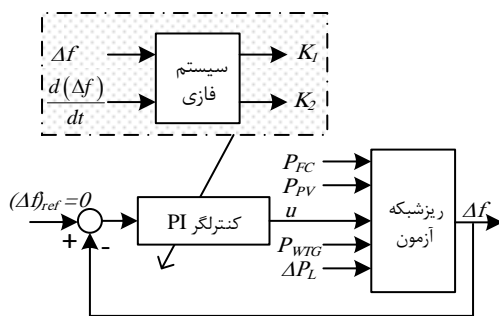 Δf
d(Δf)
dt
سیستم
فازی
K1
K2
(Δf)ref=0
+
-
کنترلگر PI
u
PFC
PPV
PWTG
ΔPL
ریزشبکه
آزمون
Δf